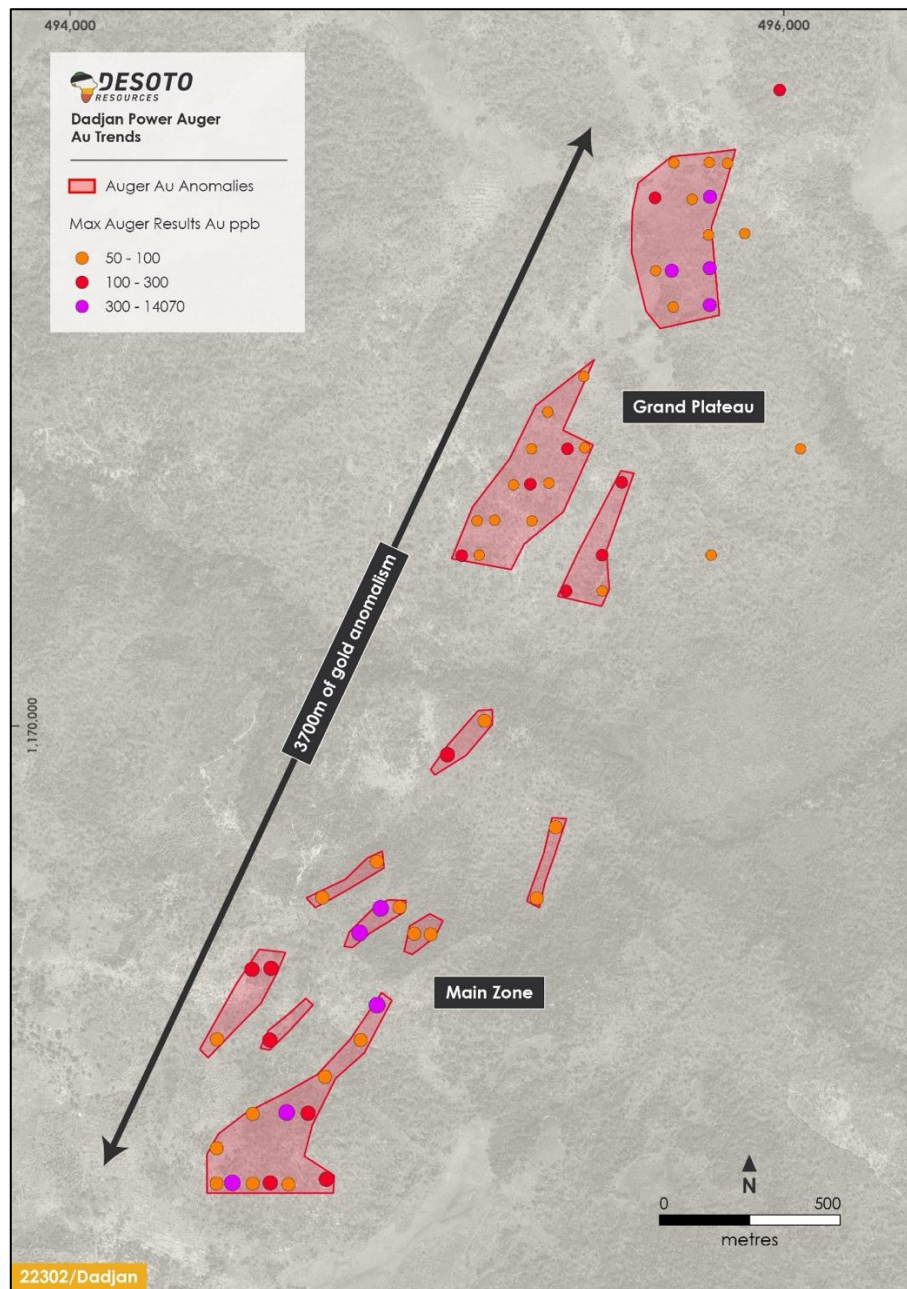 494,000
496,000
DESOTO
RESOURCES
Dadjan Power Auger
Au Trends
Auger Au Anomalies
Max Auger Results Au ppb
50 - 100
100 - 300
300 - 14070
Grand Plateau
3700m of gold anomalism
1,170,000
Main Zone
N
0 500
metres
22302/Dadjan